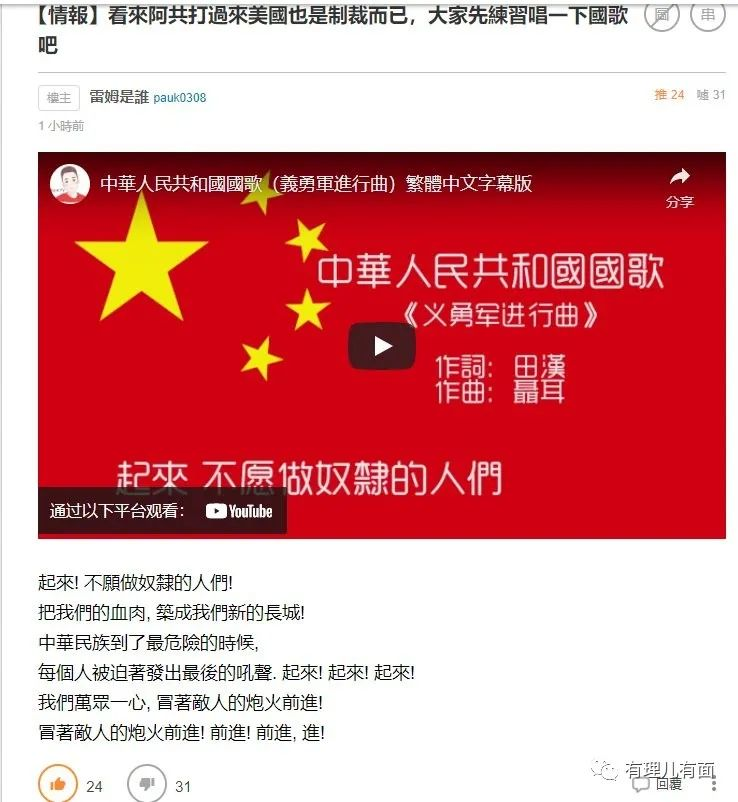 【情報】看來阿共打過來美國也是制裁而已，大家先練習唱一下國歌
吧
圖
串
樓主 雷姆是誰 pauk0308
推 24 噓 31
1 小時前
中華人民共和國國歌（義勇軍進行曲）繁體中文字幕版
分享
中華人民共和國國歌
《义勇军进行曲》
作詞：田漢
作曲：聶耳
起來 不愿做奴隸的人們
通过以下平台观看： YouTube
起來! 不願做奴隸的人們!
把我們的血肉, 築成我們新的長城!
中華民族到了最危險的時候,
每個人被迫著發出最後的吼聲. 起來! 起來! 起來!
我們萬眾一心, 冒著敵人的炮火前進!
冒著敵人的炮火前進! 前進! 前進, 進!
24
31
有理儿有面
回覆